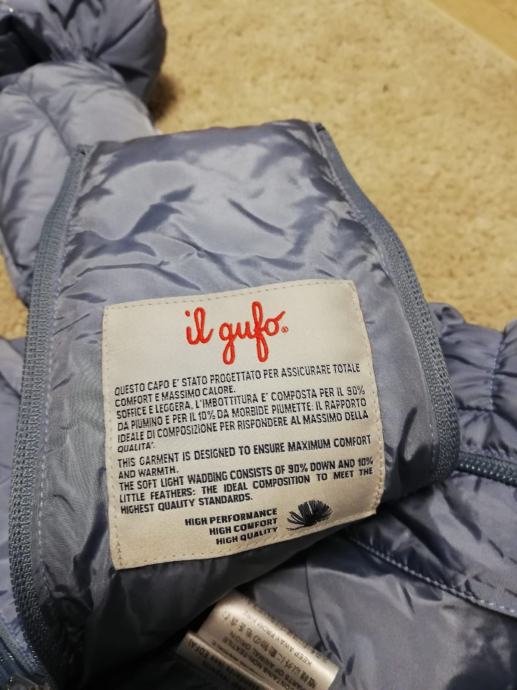 il gufo®
QUESTO CAPO E' STATO PROGETTATO PER ASSICURARE TOTALE
COMFORT E MASSIMO CALORE.
SOFFICE E LEGGERA, L'IMBOTTITURA E' COMPOSTA PER IL 90%
DA PIUMINO E PER IL 10% DA MORBIDE PIUMETTE: IL RAPPORTO
IDEALE DI COMPOSIZIONE PER RISPONDERE AL MASSIMO DELLA
QUALITA'.
THIS GARMENT IS DESIGNED TO ENSURE MAXIMUM COMFORT
AND WARMTH.
THE SOFT LIGHT WADDING CONSISTS OF 90% DOWN AND 10%
LITTLE FEATHERS: THE IDEAL COMPOSITION TO MEET THE
HIGHEST QUALITY STANDARDS.
HIGH PERFORMANCE
HIGH COMFORT
HIGH QUALITY